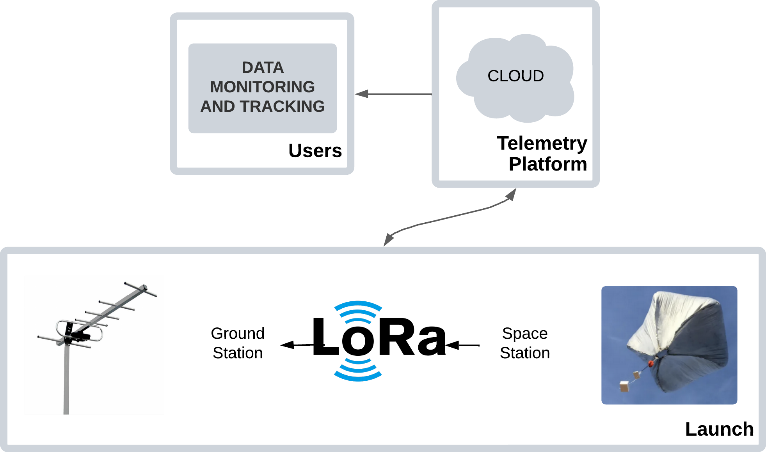 DATA
MONITORING
AND TRACKING
Users
CLOUD
Telemetry
Platform
Ground
Station
LoRa
Space
Station
Launch